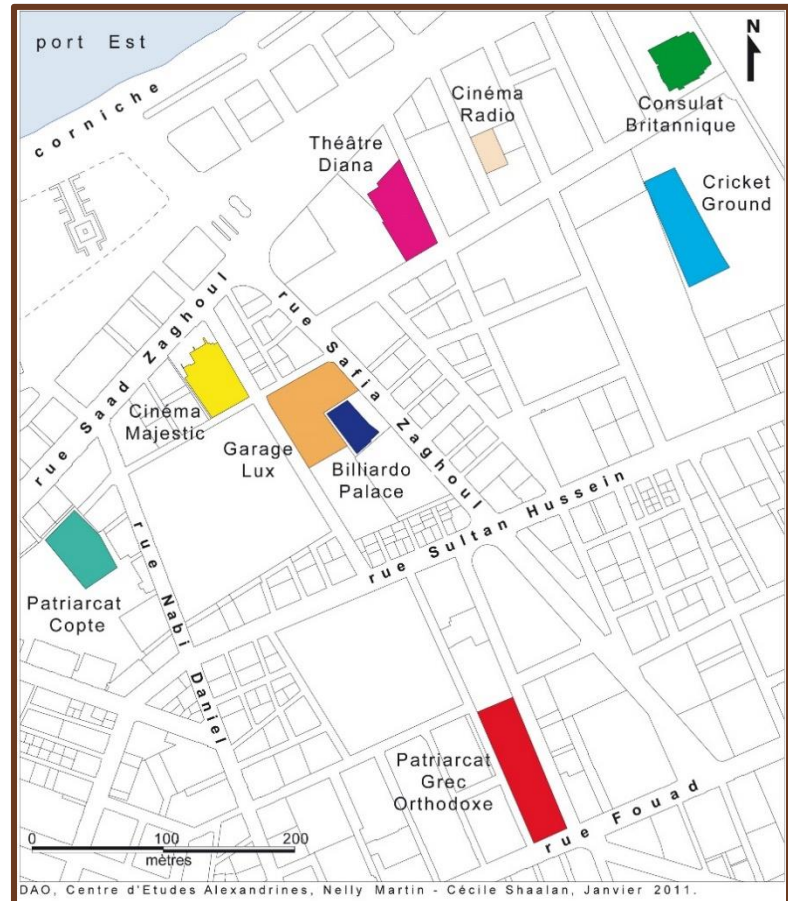 port Est
corniche
N
Cinéma
Radio
Consulat
Britannique
Théâtre
Diana
Cricket
Ground
rue Saad Zaghoul
rue Safia Zaghoul
Cinéma
Majestic
Garage
Lux
Billiardo
Palace
rue Sultan Hussein
rue Nabi Daniel
Patriarcat
Copte
Patriarcat
Grec
Orthodoxe
rue Fouad
0 100 200
mètres
DAO, Centre d'Etudes Alexandrines, Nelly Martin - Cécile Shaalan, Janvier 2011.